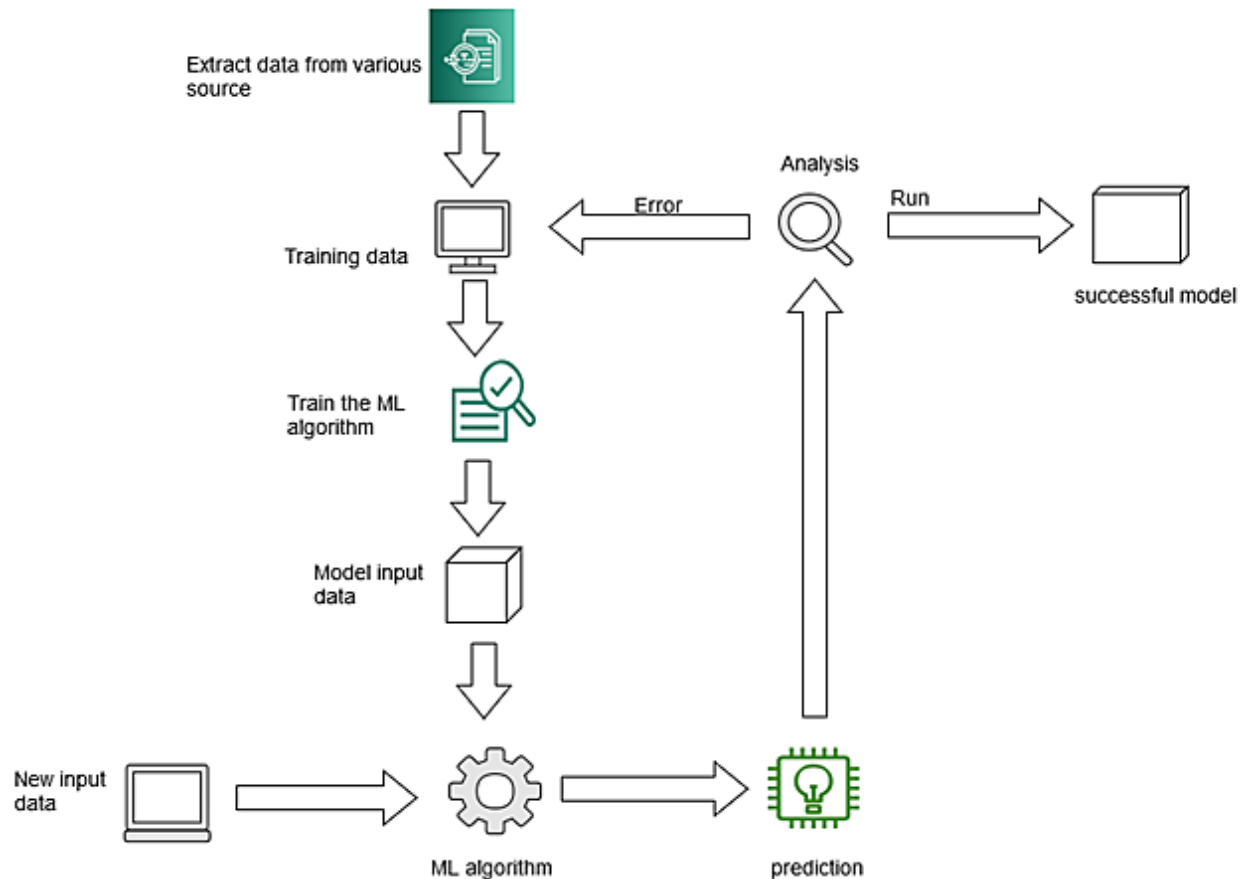 Extract data from various
source
Analysis
Error
Run
Training data
successful model
Train the ML
algorithm
Model input
data
New input
data
ML algorithm
prediction